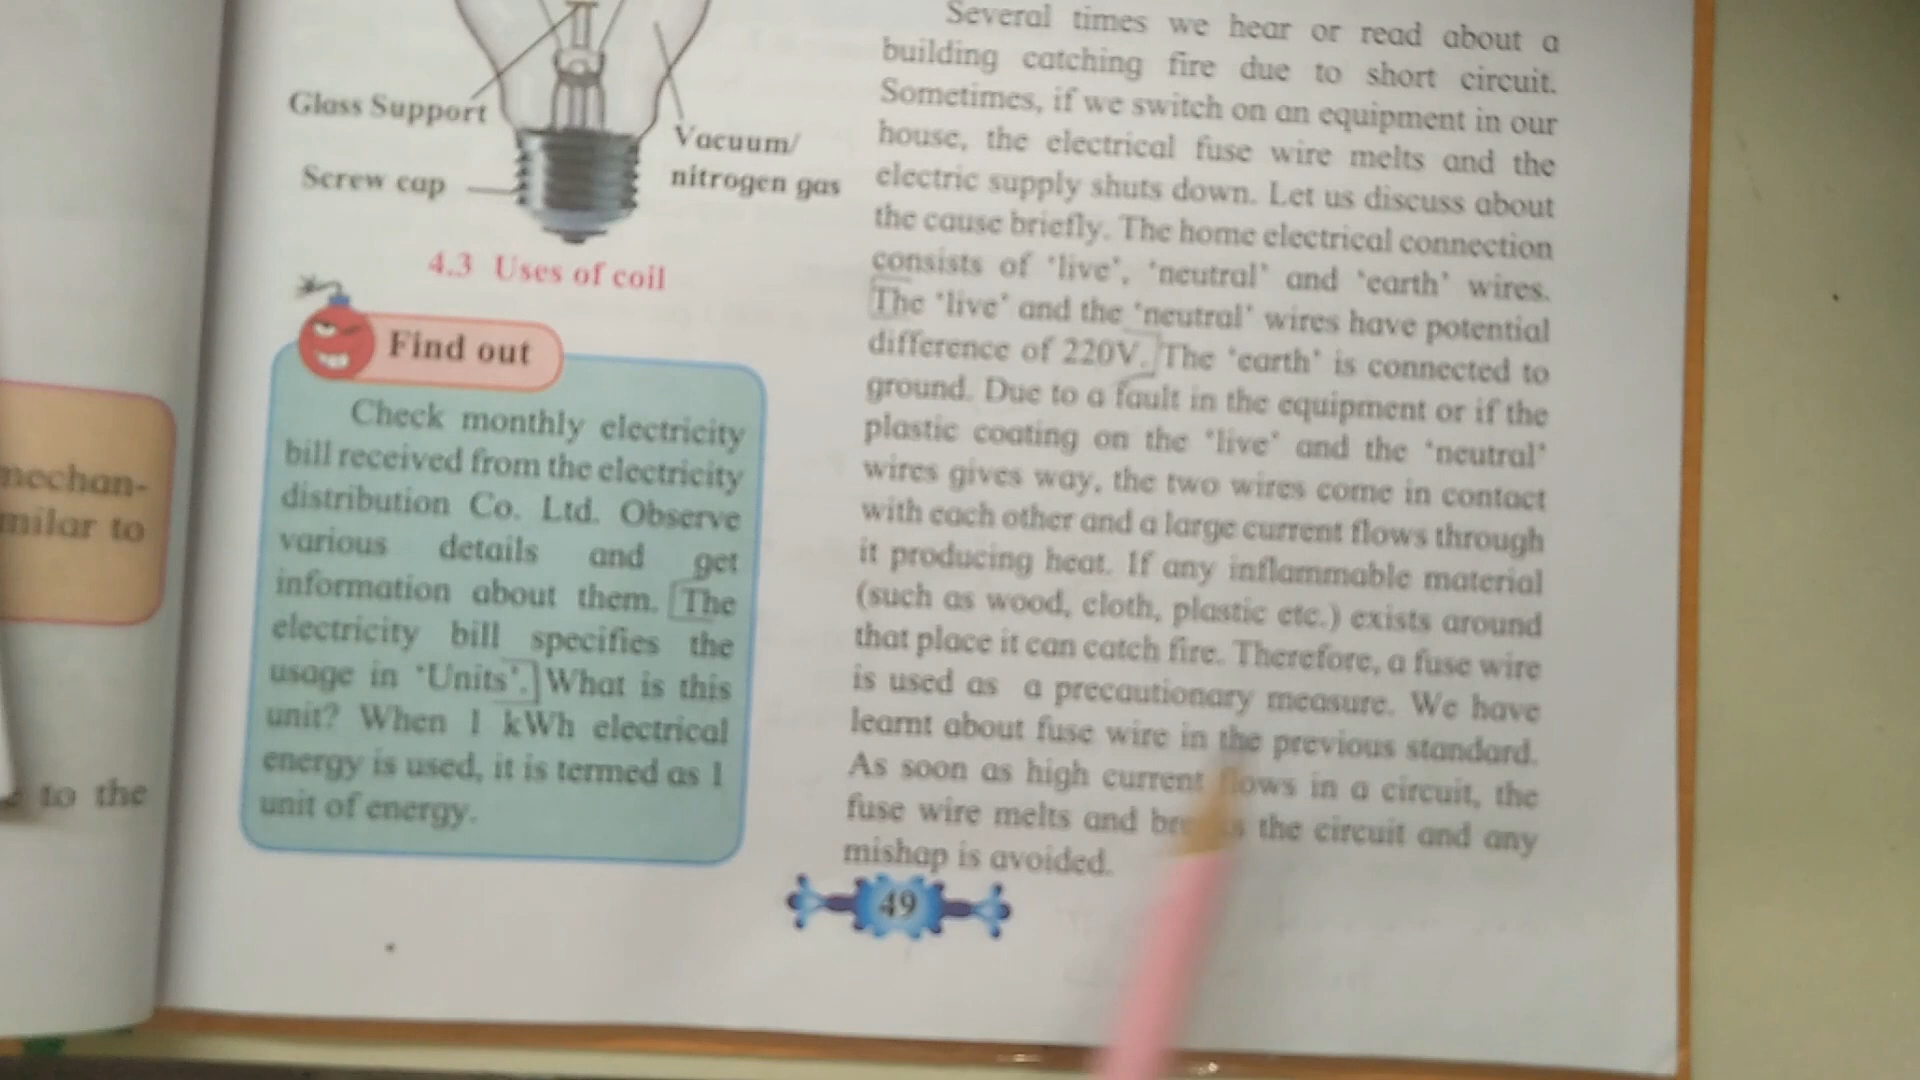 Glass Support
Vacuum/
nitrogen gas
Screw cap
4.3 Uses of coil
Find out
Check monthly electricity
bill received from the electricity
distribution Co. Ltd. Observe
various details and get
information about them. The
electricity bill specifies the
usage in 'Units'. What is this
unit? When 1 kWh electrical
energy is used, it is termed as 1
unit of energy.
Several times we hear or read about a
building catching fire due to short circuit.
Sometimes, if we switch on an equipment in our
house, the electrical fuse wire melts and the
electric supply shuts down. Let us discuss about
the cause briefly. The home electrical connection
consists of 'live', 'neutral' and 'earth' wires.
The 'live' and the 'neutral' wires have potential
difference of 220V. The 'earth' is connected to
ground. Due to a fault in the equipment or if the
plastic coating on the 'live' and the 'neutral'
wires gives way, the two wires come in contact
with each other and a large current flows through
it producing heat. If any inflammable material
(such as wood, cloth, plastic etc.) exists around
that place it can catch fire. Therefore, a fuse wire
is used as a precautionary measure. We have
learnt about fuse wire in the previous standard.
As soon as high current flows in a circuit, the
fuse wire melts and the circuit and any
mishap is avoided.
49
mechan-
milar to
to the